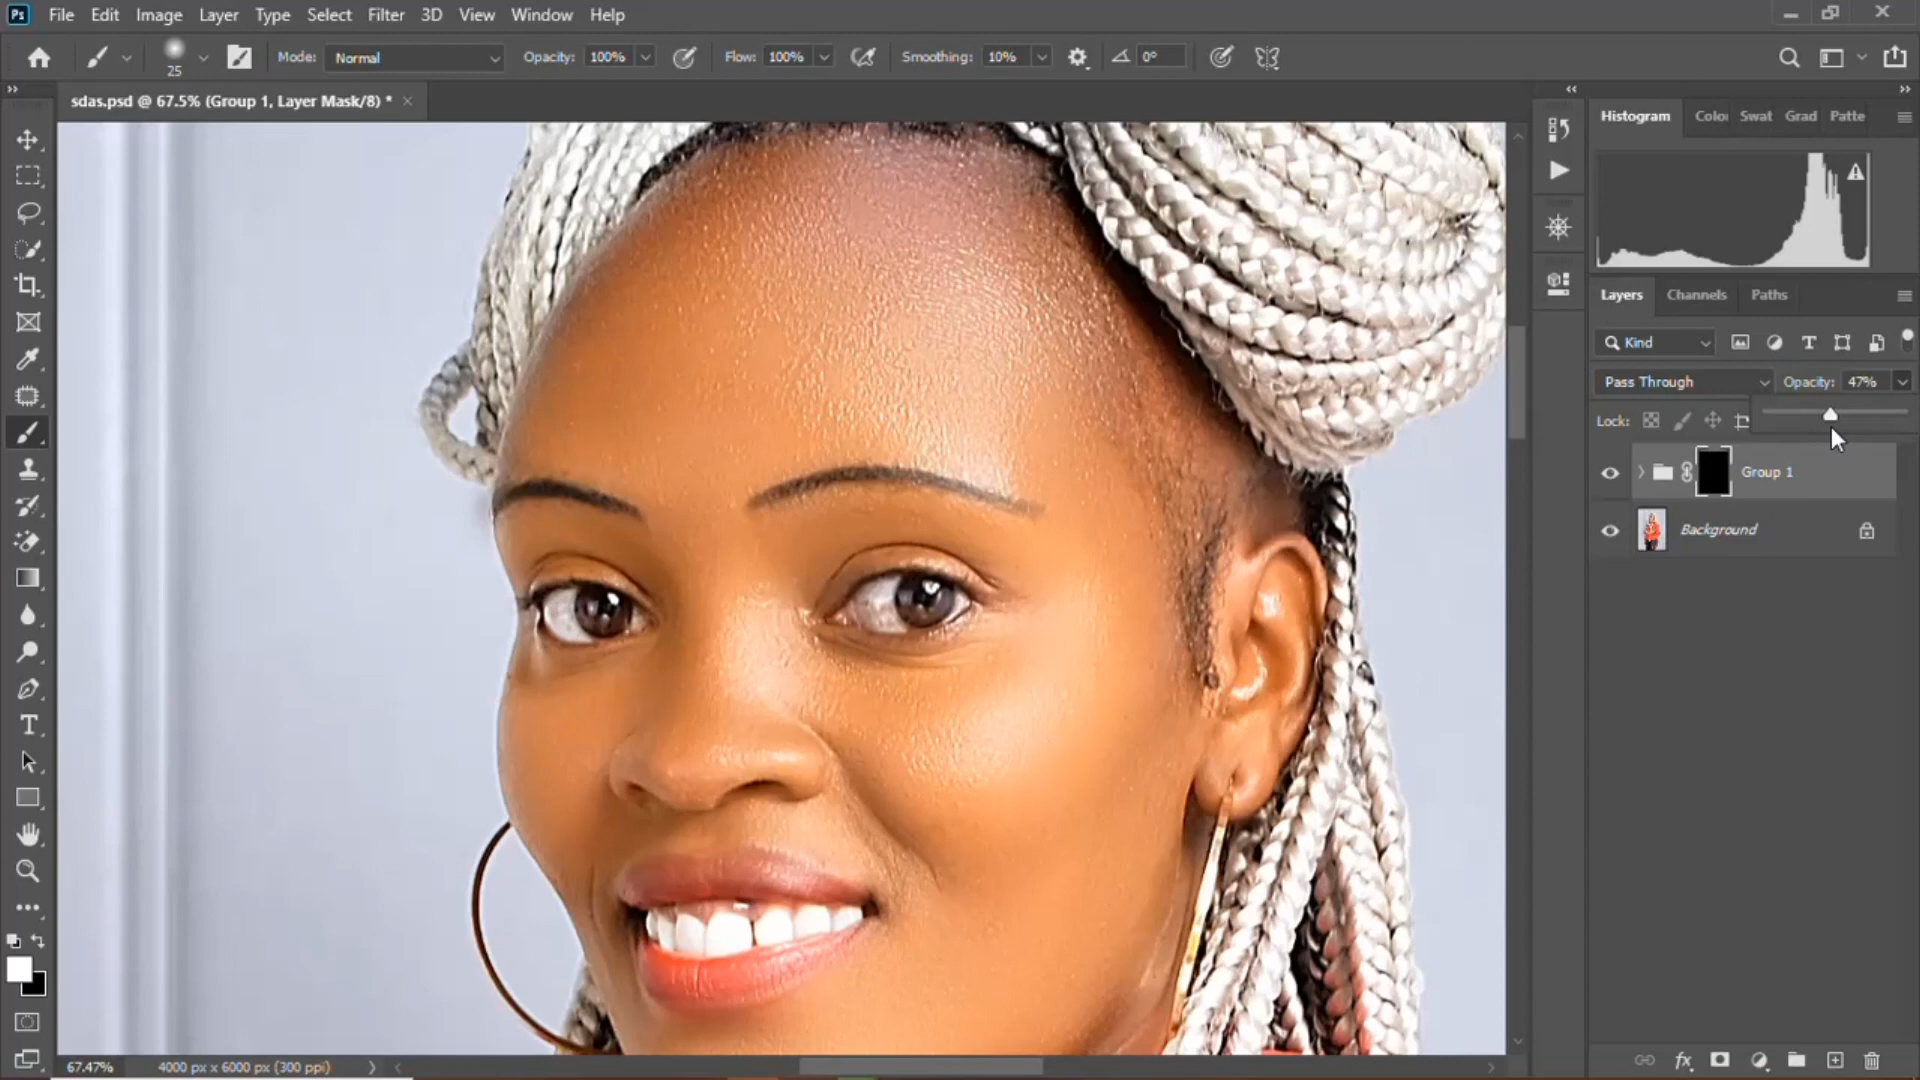 Ps File Edit Image Layer Type Select Filter 3D View Window Help
25 Mode: Normal Opacity: 100% Flow: 100% Smoothing: 10% 0°
sdas.psd @ 67.5% (Group 1, Layer Mask/8) *
Histogram Color Swat Grad Patte
Layers Channels Paths
Kind
Pass Through Opacity: 47%
Lock:
Group 1
Background
67.47% 4000 px x 6000 px (300 ppi)